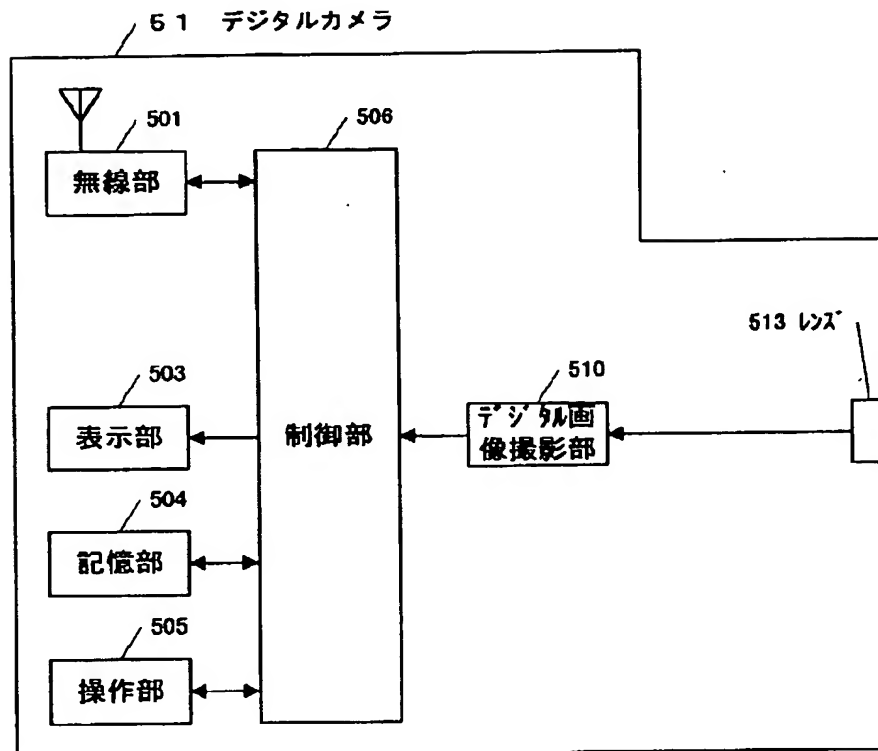 51 デジタルカメラ
501
無線部
506
制御部
503
表示部
504
記憶部
505
操作部
510
デジタル画
像撮影部
513 レンズ